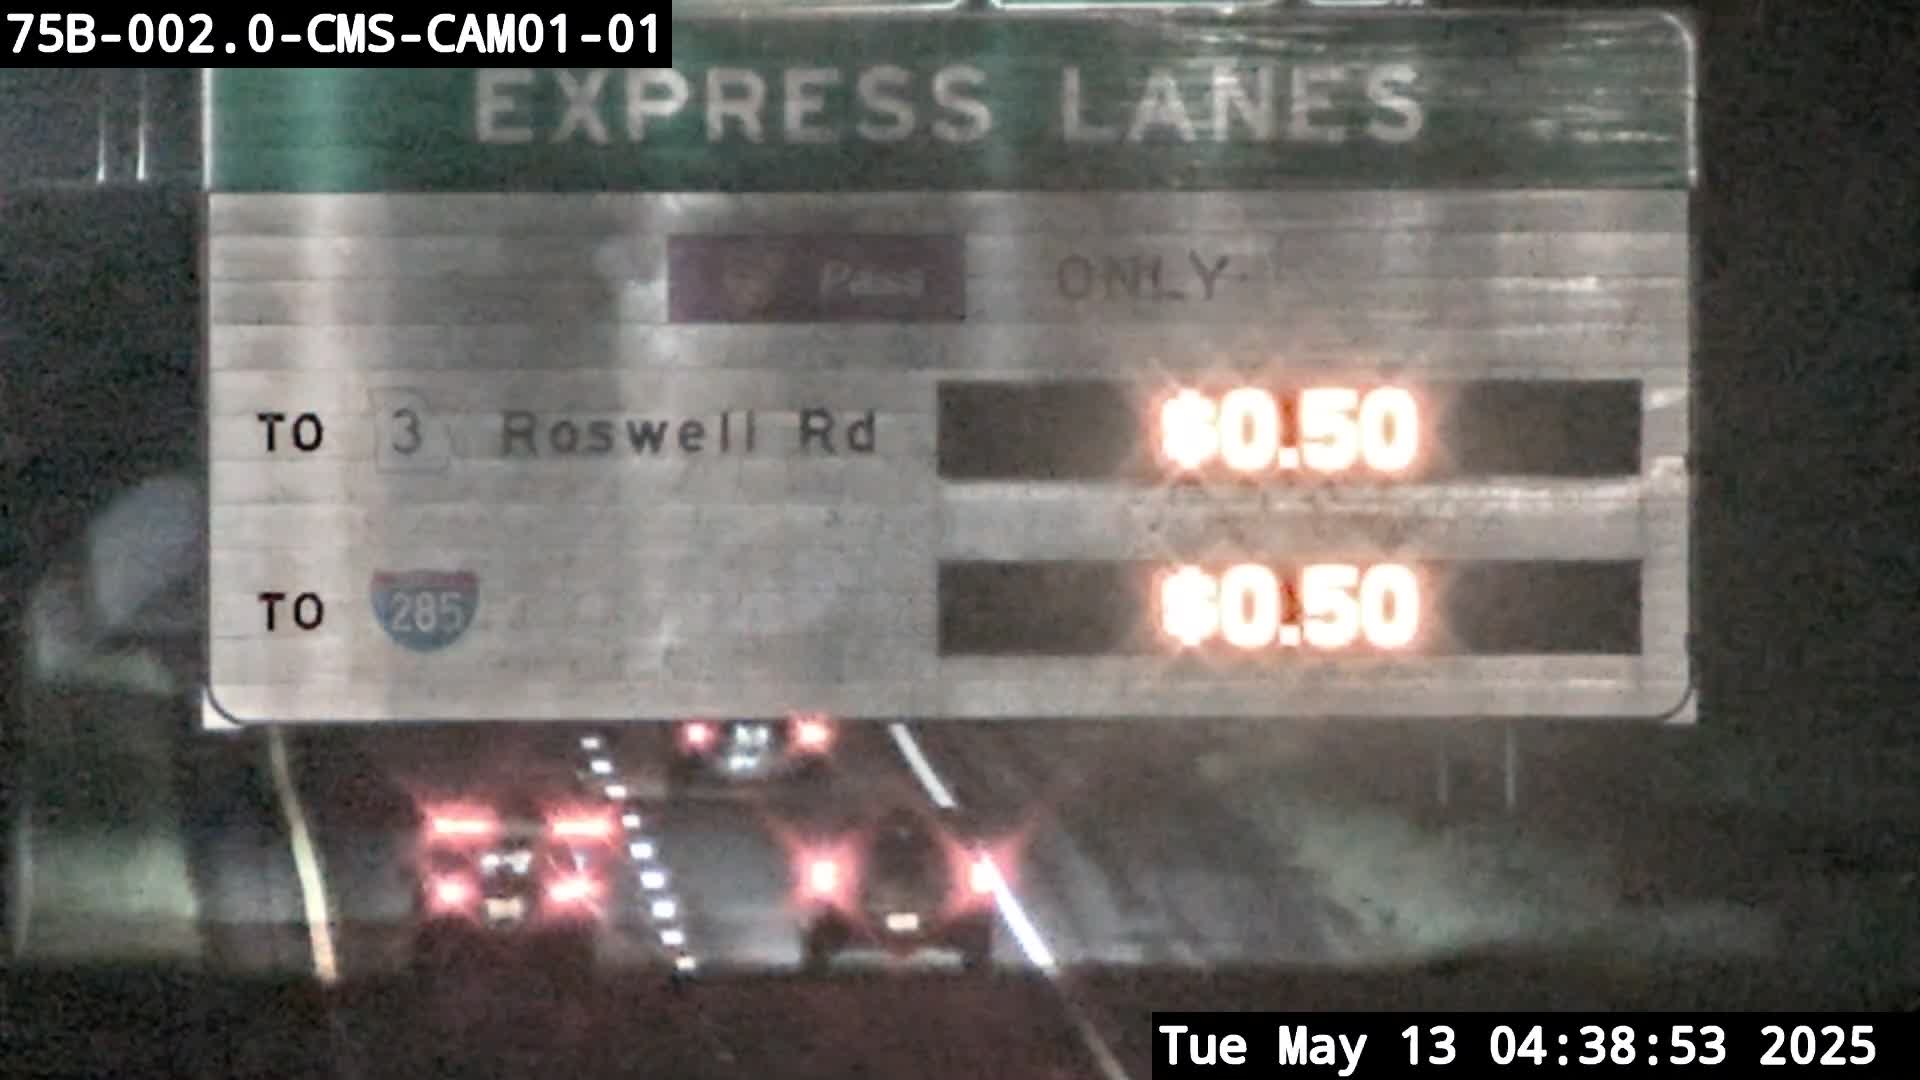 75B-002.0-CMS-CAM01-01
EXPRESS LANES
Pass ONLY
TO 3 Roswell Rd $0.50
TO 285 $0.50
Tue May 13 04:38:53 2025